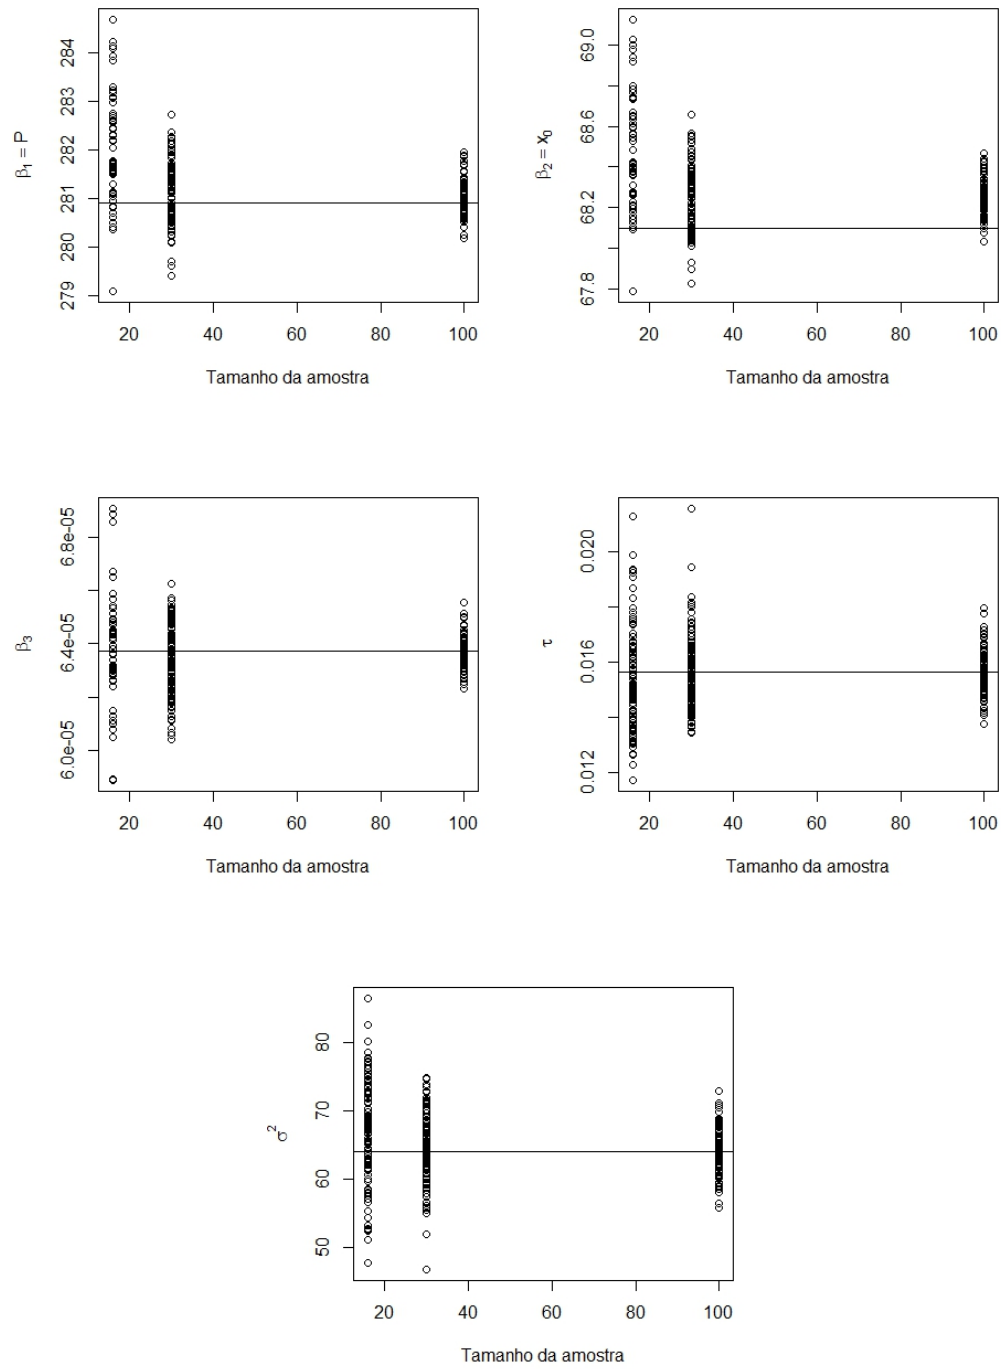 β1 = P
284
283
282
281
280
279
20 40 60 80 100
Tamanho da amostra
β2 = x0
69.0
68.6
68.2
67.8
20 40 60 80 100
Tamanho da amostra
β3
6.8e-05
6.4e-05
6.0e-05
20 40 60 80 100
Tamanho da amostra
τ
0.020
0.016
0.012
20 40 60 80 100
Tamanho da amostra
σ²
80
70
60
50
20 40 60 80 100
Tamanho da amostra